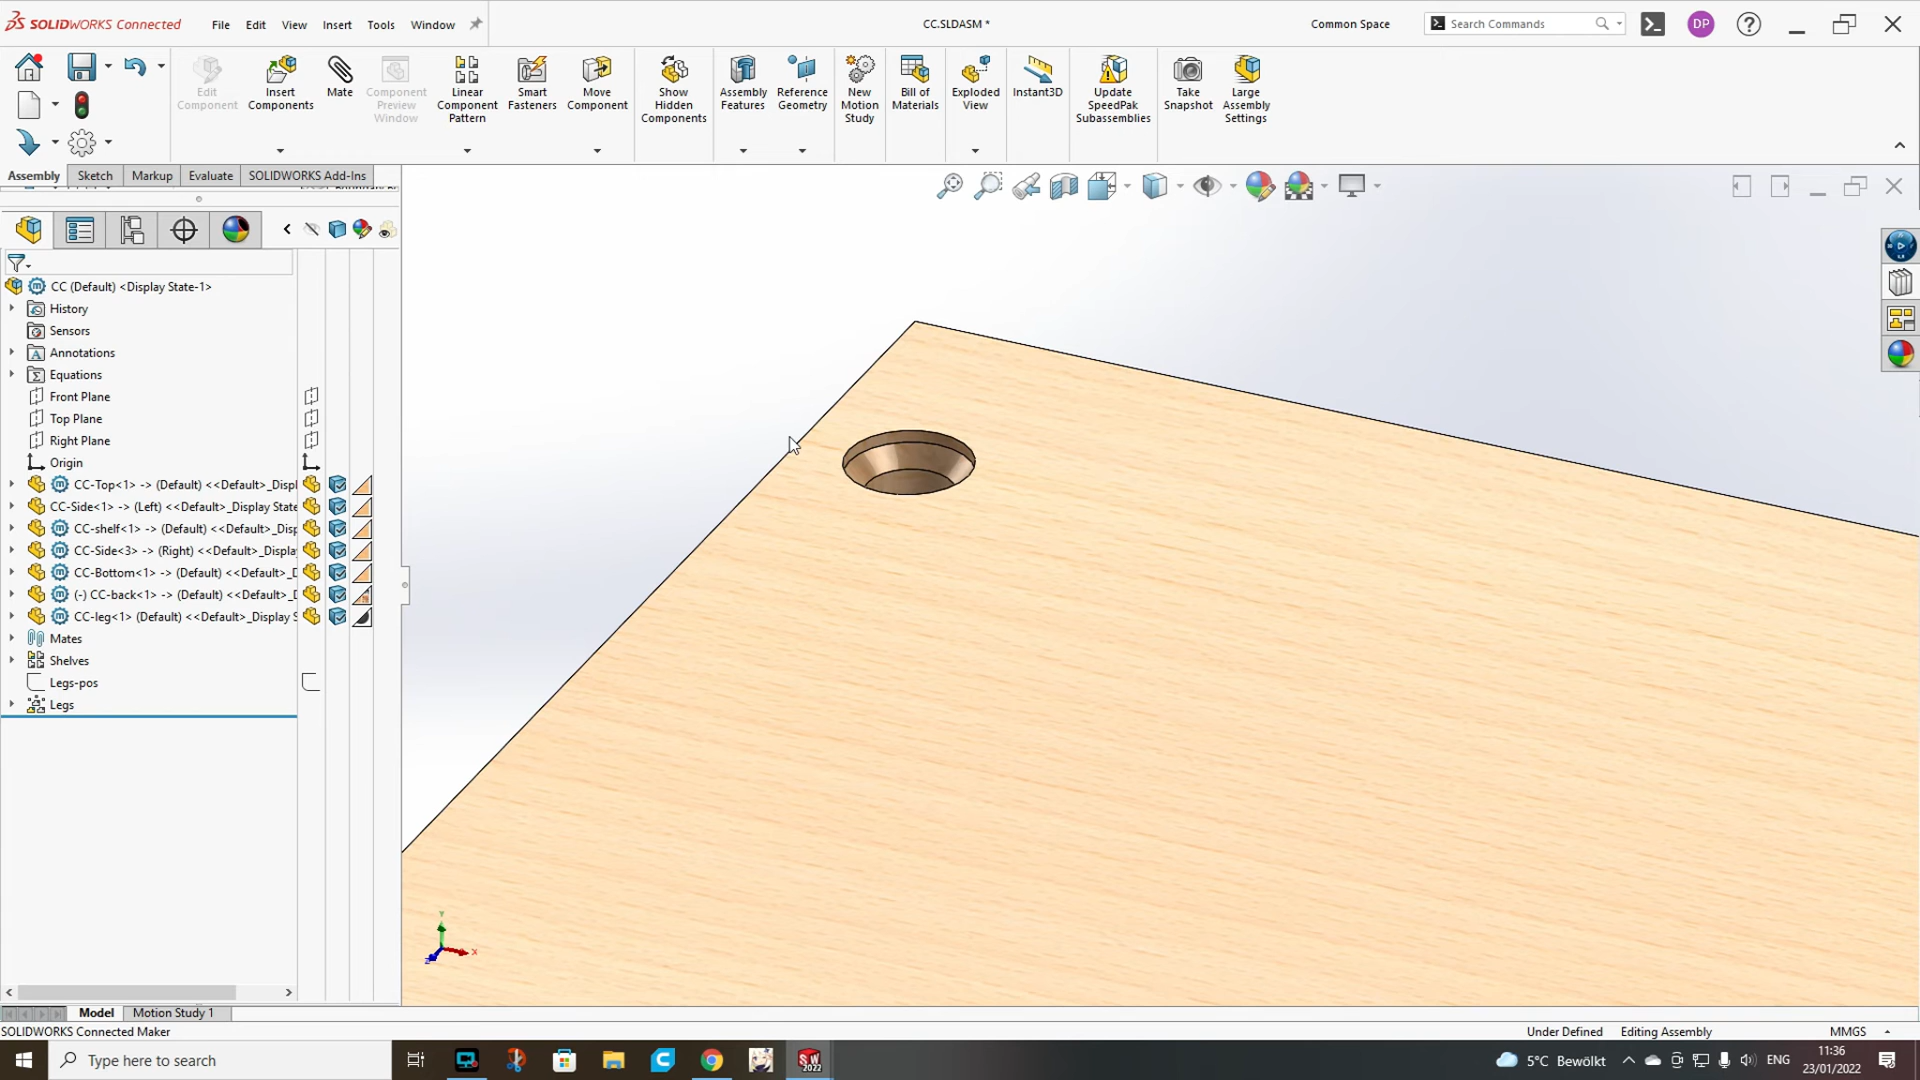 SOLIDWORKS Connected
File Edit View Insert Tools Window
CC.SLDASM *
Common Space
Search Commands
DP
Edit Component
Insert Components
Mate
Component Preview Window
Linear Component Pattern
Smart Fasteners
Move Component
Show Hidden Components
Assembly Features
Reference Geometry
New Motion Study
Bill of Materials
Exploded View
Instant3D
Update SpeedPak Subassemblies
Take Snapshot
Large Assembly Settings
Assembly Sketch Markup Evaluate SOLIDWORKS Add-Ins
CC (Default) <Display State-1>
History
Sensors
Annotations
Equations
Front Plane
Top Plane
Right Plane
Origin
CC-Top<1> -> (Default) <<Default>_Displ
CC-Side<1> -> (Left) <<Default>_Display State
CC-shelf<1> -> (Default) <<Default>_Disp
CC-Side<3> -> (Right) <<Default>_Displa
CC-Bottom<1> -> (Default) <<Default>_D
(-) CC-back<1> -> (Default) <<Default>_D
CC-leg<1> (Default) <<Default>_Display S
Mates
Shelves
Legs-pos
Legs
Y
X
Z
Model Motion Study 1
SOLIDWORKS Connected Maker
Under Defined
Editing Assembly
MMGS
Type here to search
SW 2022
5°C Bewölkt
ENG
11:36
23/01/2022